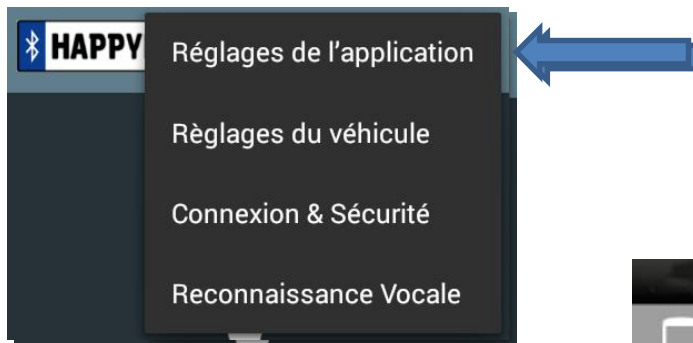 HAPPY
Réglages de l'application
Règlages du véhicule
Connexion & Sécurité
Reconnaissance Vocale